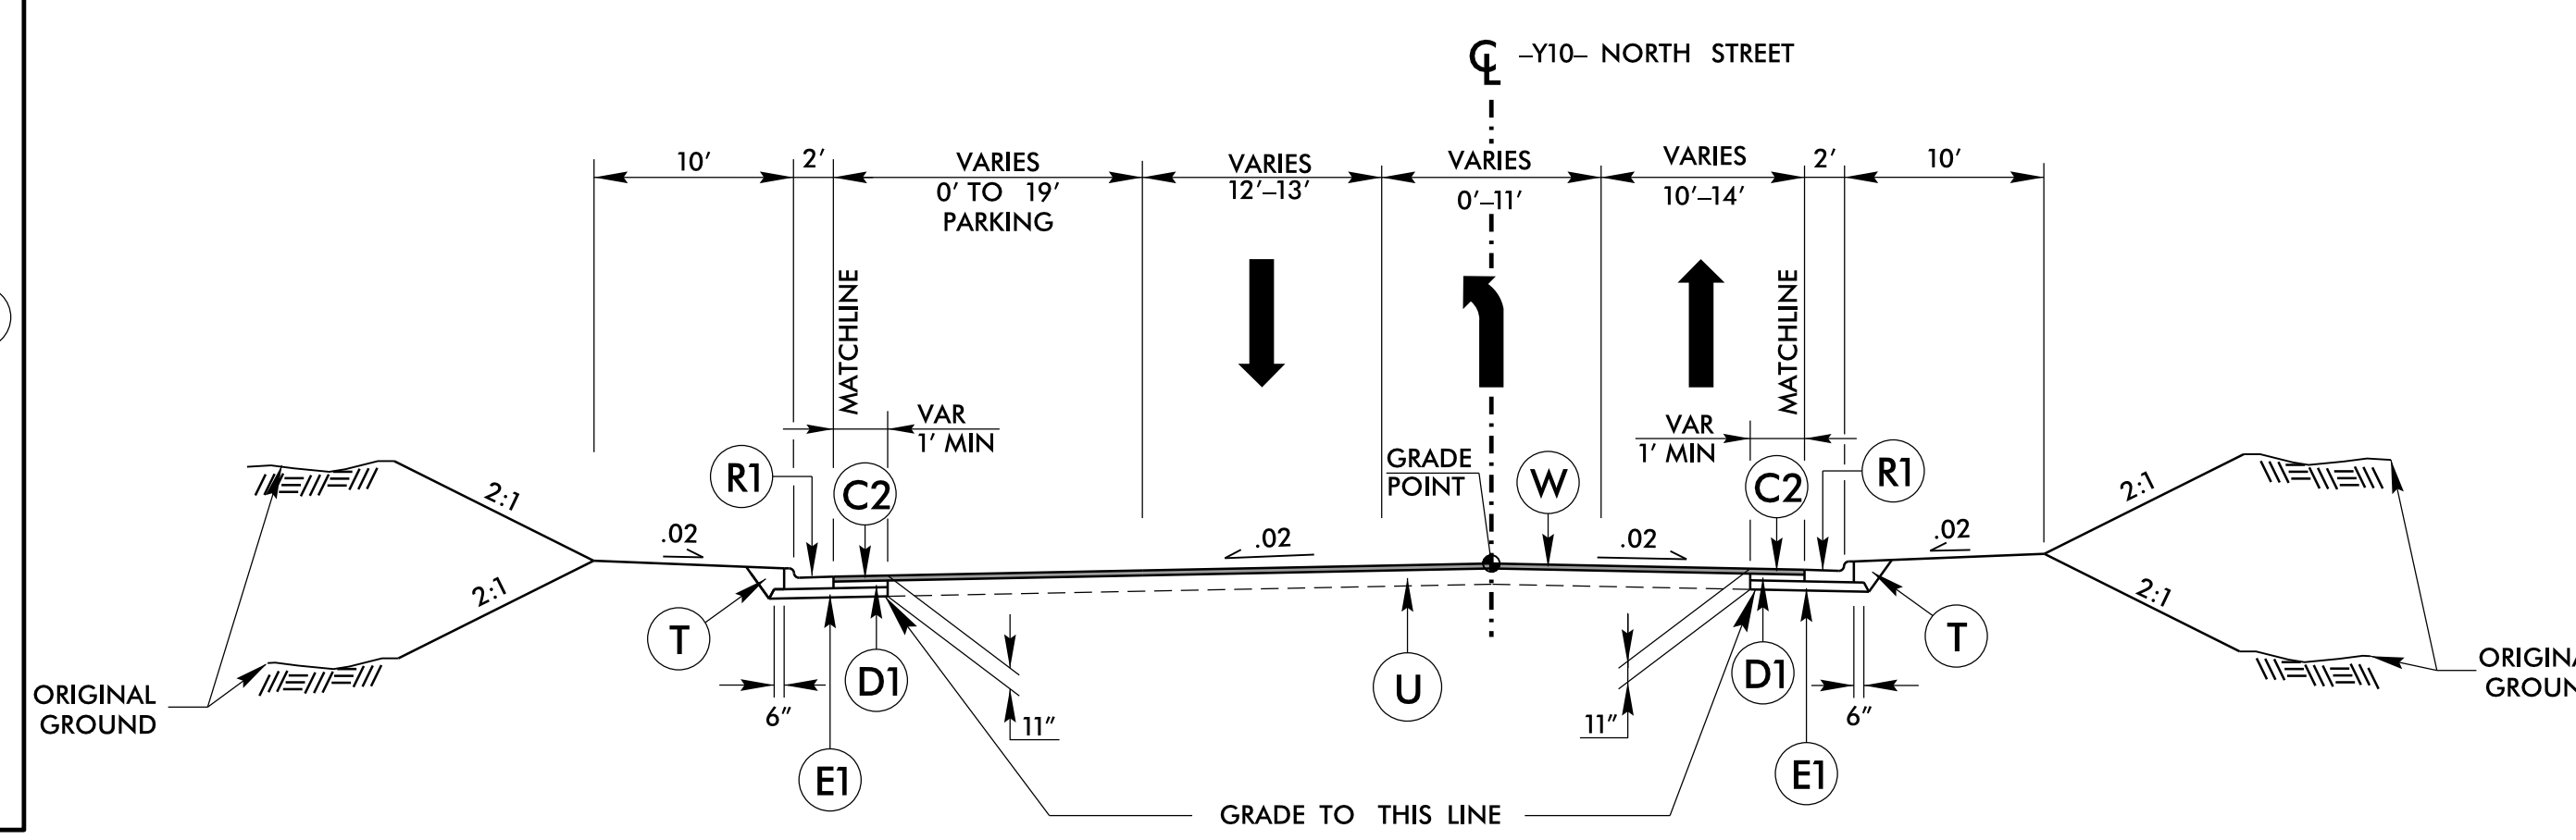 ℄ –Y10– NORTH STREET
10' 2' VARIES VARIES VARIES VARIES 2' 10'
0' TO 19' 12'–13' 0'–11' 10'–14'
PARKING
MATCHLINE MATCHLINE
VAR VAR
1' MIN 1' MIN
GRADE
POINT
R1 C2 W C2 R1
2:1 .02 .02 .02 .02 2:1
2:1 2:1
T D1 U D1 T
ORIGINAL
GROUND
6" 11" 11" 6"
E1 E1
GRADE TO THIS LINE